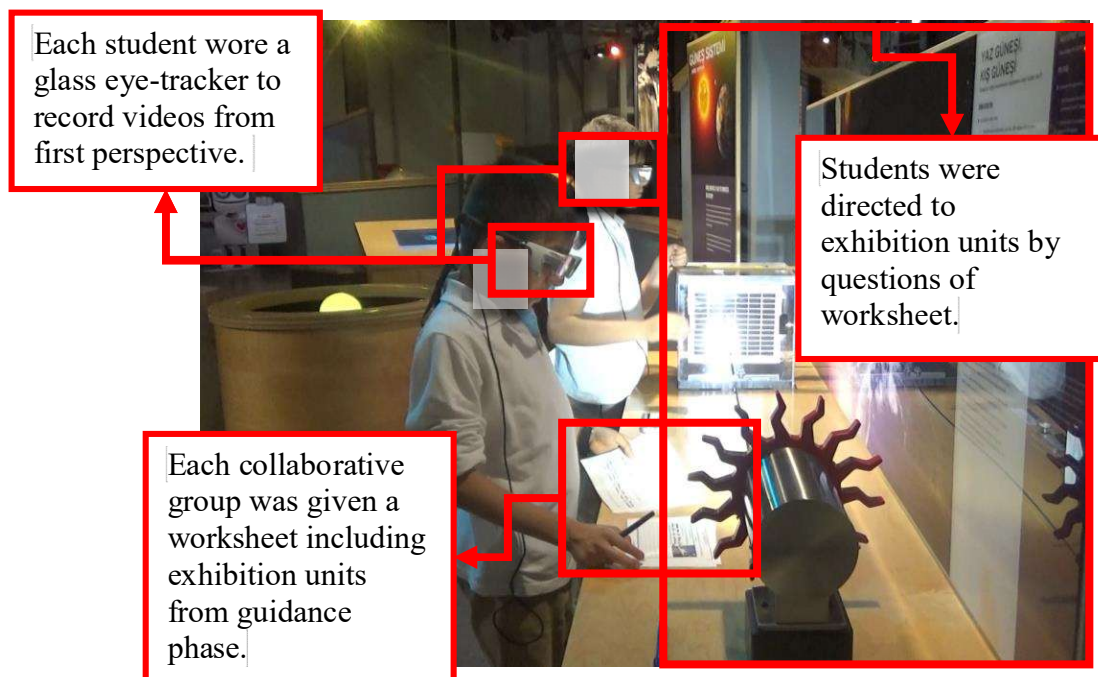 Each student wore a
glass eye-tracker to
record videos from
first perspective.
GÜNEŞ SİSTEMİ
YAZ GÜNEŞİ
KIŞ GÜNEŞİ
Students were
directed to
exhibition units by
questions of
worksheet.
Each collaborative
group was given a
worksheet including
exhibition units
from guidance
phase.